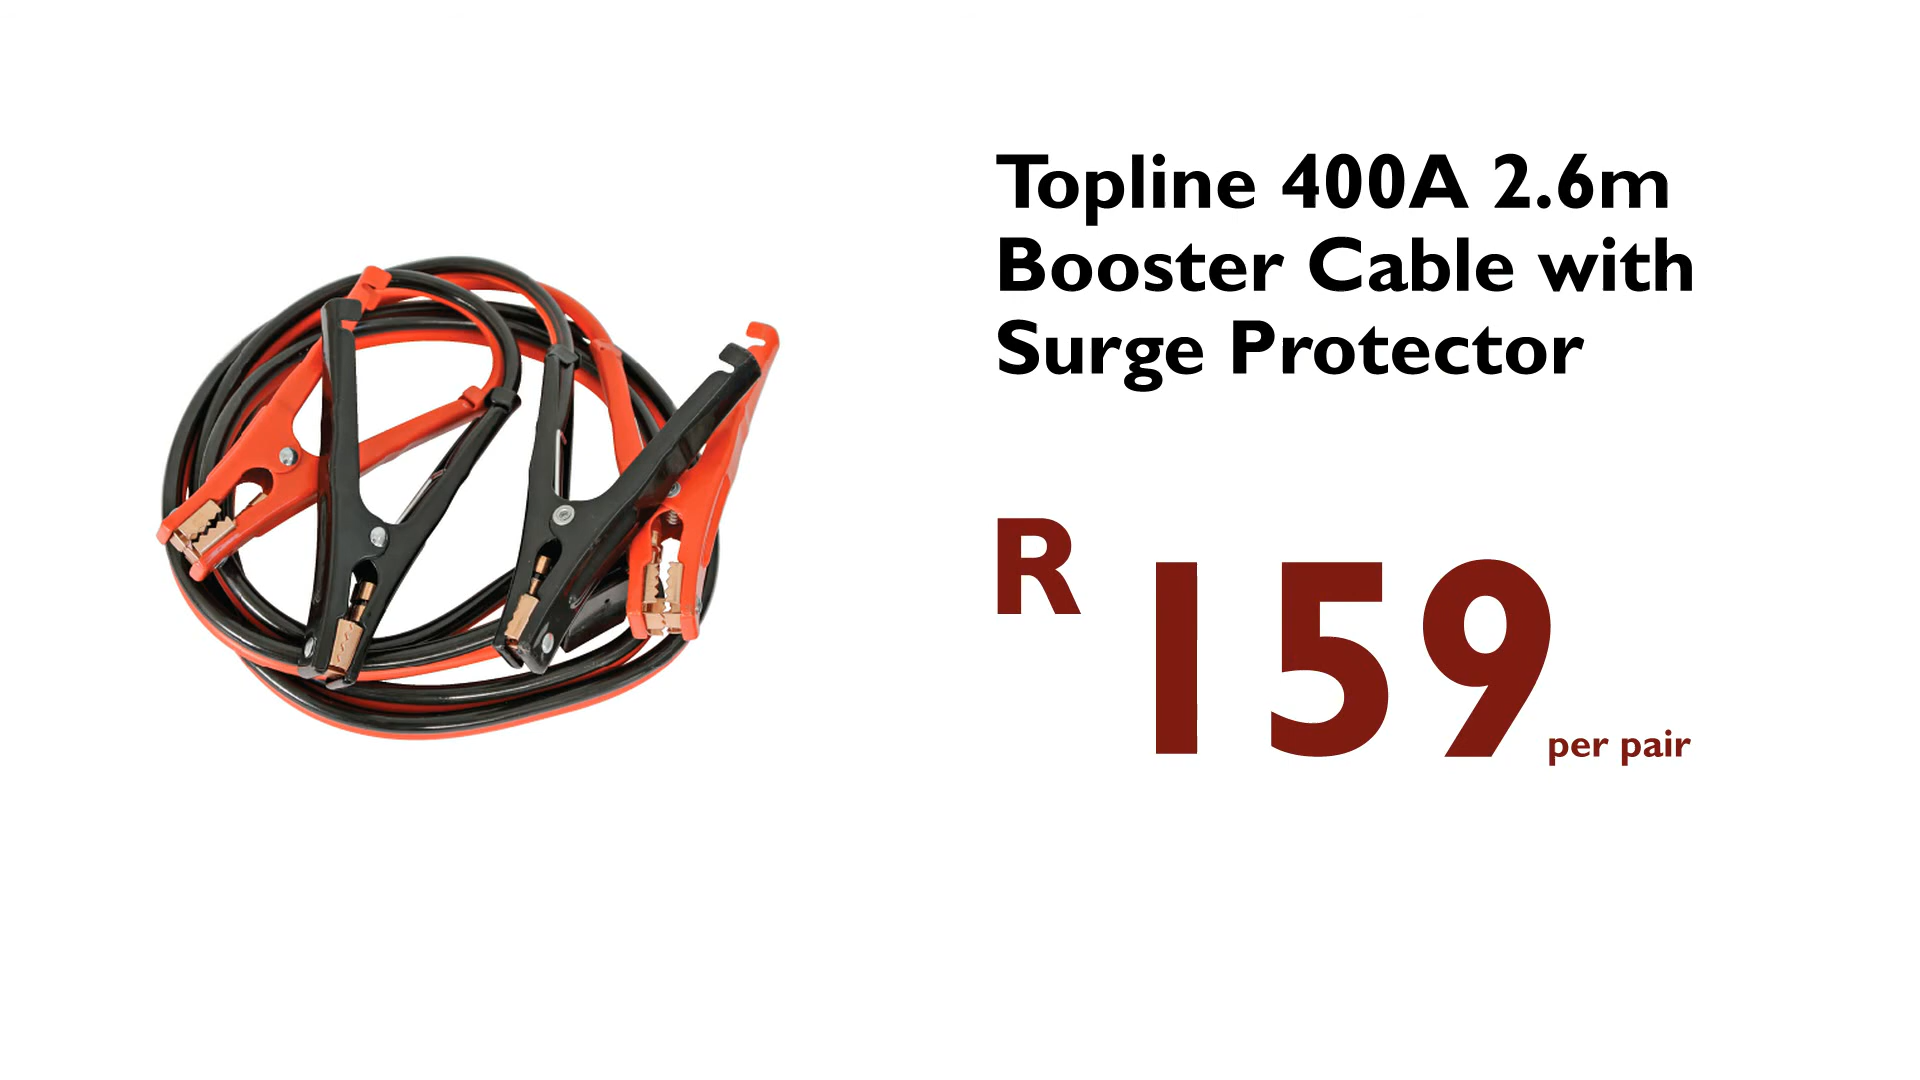 Topline 400A 2.6m
Booster Cable with
Surge Protector
R 159 per pair